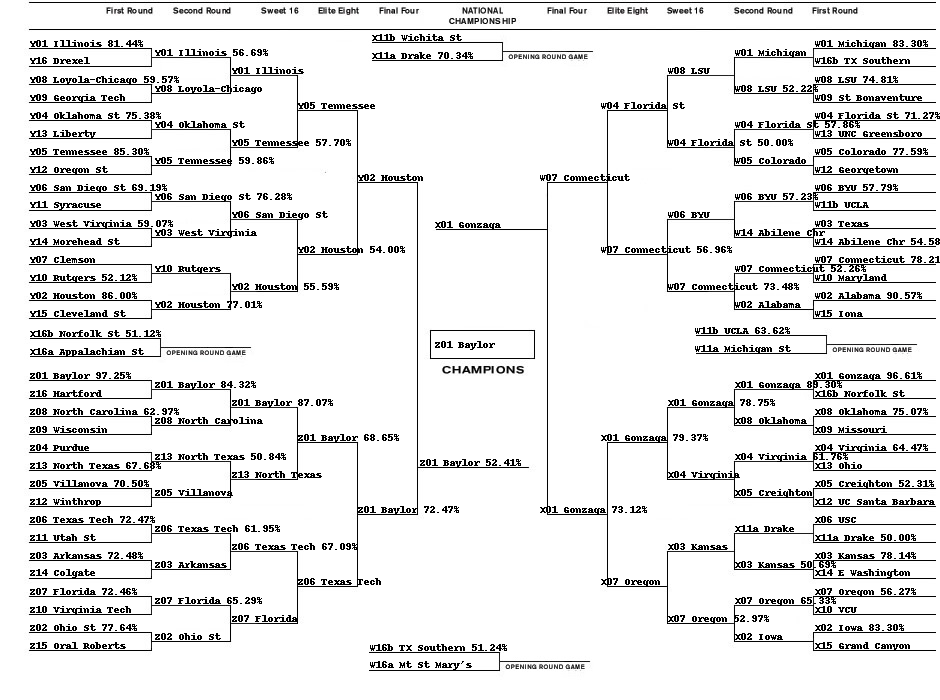 First Round Second Round Sweet 16 Elite Eight Final Four NATIONAL CHAMPIONSHIP Final Four Elite Eight Sweet 16 Second Round First Round
X11b Wichita St
X11a Drake 70.34%
OPENING ROUND GAME
Y01 Illinois 81.44%
Y16 Drexel
Y08 Loyola-Chicago 59.57%
Y09 Georgia Tech
Y04 Oklahoma St 75.38%
Y13 Liberty
Y05 Tennessee 85.30%
Y12 Oregon St
Y06 San Diego St 69.19%
Y11 Syracuse
Y03 West Virginia 59.07%
Y14 Morehead St
Y07 Clemson
Y10 Rutgers 52.12%
Y02 Houston 86.00%
Y15 Cleveland St
Y01 Illinois 56.69%
Y08 Loyola-Chicago
Y04 Oklahoma St
Y05 Tennessee 59.86%
Y06 San Diego St 76.28%
Y03 West Virginia
Y10 Rutgers
Y02 Houston 77.01%
Y01 Illinois
Y05 Tennessee 57.70%
Y06 San Diego St
Y02 Houston 55.59%
Y05 Tennessee
Y02 Houston 54.00%
Y02 Houston
X16b Norfolk St 51.12%
X16a Appalachian St
OPENING ROUND GAME
Z01 Baylor 97.25%
Z16 Hartford
Z08 North Carolina 62.97%
Z09 Wisconsin
Z04 Purdue
Z13 North Texas 67.68%
Z05 Villanova 70.50%
Z12 Winthrop
Z06 Texas Tech 72.47%
Z11 Utah St
Z03 Arkansas 72.48%
Z14 Colgate
Z07 Florida 72.46%
Z10 Virginia Tech
Z02 Ohio St 77.64%
Z15 Oral Roberts
Z01 Baylor 84.32%
Z08 North Carolina
Z13 North Texas 50.84%
Z05 Villanova
Z06 Texas Tech 61.95%
Z03 Arkansas
Z07 Florida 65.29%
Z02 Ohio St
Z01 Baylor 87.07%
Z13 North Texas
Z06 Texas Tech 67.09%
Z07 Florida
Z01 Baylor 68.65%
Z06 Texas Tech
Z01 Baylor 72.47%
X01 Gonzaga
Z01 Baylor
CHAMPIONS
Z01 Baylor 52.41%
W16b TX Southern 51.24%
W16a Mt St Mary's
OPENING ROUND GAME
W07 Connecticut
W04 Florida St
W07 Connecticut 56.96%
W08 LSU
W04 Florida St 50.00%
W06 BYU
W07 Connecticut 73.48%
W01 Michigan
W08 LSU 52.22%
W04 Florida St 57.86%
W05 Colorado
W06 BYU 57.23%
W14 Abilene Chr
W07 Connecticut 52.26%
W02 Alabama
W01 Michigan 83.30%
W16b TX Southern
W08 LSU 74.81%
W09 St Bonaventure
W04 Florida St 71.27%
W13 UNC Greensboro
W05 Colorado 77.59%
W12 Georgetown
W06 BYU 57.79%
W11b UCLA
W03 Texas
W14 Abilene Chr 54.58
W07 Connecticut 78.21
W10 Maryland
W02 Alabama 90.57%
W15 Iona
W11b UCLA 63.62%
W11a Michigan St
OPENING ROUND GAME
X01 Gonzaga 73.12%
X01 Gonzaga 79.37%
X07 Oregon
X01 Gonzaga 78.75%
X04 Virginia
X03 Kansas
X07 Oregon 52.97%
X01 Gonzaga 89.30%
X08 Oklahoma
X04 Virginia 61.76%
X05 Creighton
X11a Drake
X03 Kansas 50.69%
X07 Oregon 65.33%
X02 Iowa
X01 Gonzaga 96.61%
X16b Norfolk St
X08 Oklahoma 75.07%
X09 Missouri
X04 Virginia 64.47%
X13 Ohio
X05 Creighton 52.31%
X12 UC Santa Barbara
X06 USC
X11a Drake 50.00%
X03 Kansas 78.14%
X14 E Washington
X07 Oregon 56.27%
X10 VCU
X02 Iowa 83.30%
X15 Grand Canyon